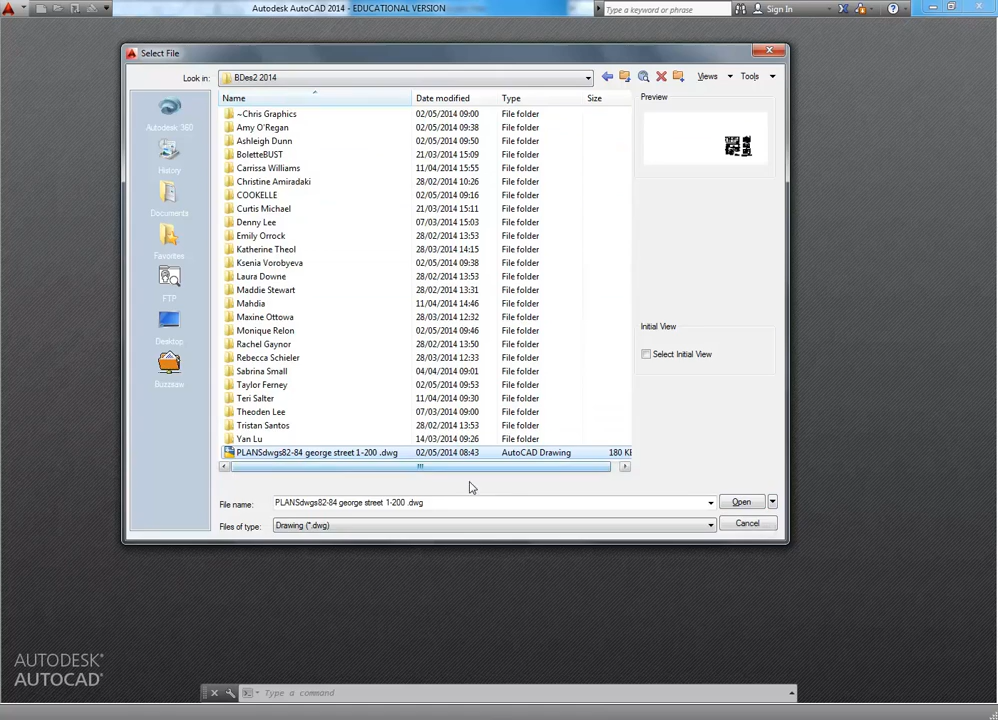 Autodesk AutoCAD 2014 - EDUCATIONAL VERSION
Type a keyword or phrase
Sign In
Select File
Look in:
BDes2 2014
Views
Tools
Name
Date modified
Type
Size
Preview
~Chris Graphics 02/05/2014 09:00 File folder
Amy O'Regan 02/05/2014 09:38 File folder
Ashleigh Dunn 02/05/2014 09:50 File folder
BoletteBUST 21/03/2014 15:09 File folder
Carrissa Williams 11/04/2014 15:55 File folder
Christine Amiradaki 28/02/2014 10:26 File folder
COOKELLE 02/05/2014 09:16 File folder
Curtis Michael 21/03/2014 15:11 File folder
Denny Lee 07/03/2014 15:03 File folder
Emily Orrock 28/02/2014 13:53 File folder
Katherine Theol 28/03/2014 14:15 File folder
Ksenia Vorobyeva 02/05/2014 09:38 File folder
Laura Downe 28/02/2014 13:53 File folder
Maddie Stewart 28/02/2014 13:31 File folder
Mahdia 11/04/2014 14:46 File folder
Maxine Ottowa 28/03/2014 12:32 File folder
Monique Relon 02/05/2014 09:46 File folder
Rachel Gaynor 28/02/2014 13:50 File folder
Rebecca Schieler 28/03/2014 12:33 File folder
Sabrina Small 04/04/2014 09:01 File folder
Taylor Ferney 02/05/2014 09:53 File folder
Teri Salter 11/04/2014 09:30 File folder
Theoden Lee 07/03/2014 09:00 File folder
Tristan Santos 28/02/2014 13:53 File folder
Yan Lu 14/03/2014 09:26 File folder
PLANSdwgs82-84 george street 1-200 .dwg 02/05/2014 08:43 AutoCAD Drawing 180 KE
Autodesk 360
History
Documents
Favorites
FTP
Desktop
Buzzsaw
Initial View
Select Initial View
File name:
PLANSdwgs82-84 george street 1-200 .dwg
Open
Files of type:
Drawing (*.dwg)
Cancel
AUTODESK®
AUTOCAD®
Type a command